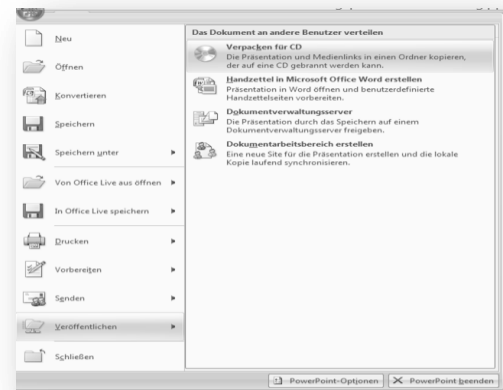 Neu
Öffnen
Konvertieren
Speichern
Speichern unter
Von Office Live aus öffnen
In Office Live speichern
Drucken
Vorbereiten
Senden
Veröffentlichen
Schließen
Das Dokument an andere Benutzer verteilen
Verpacken für CD
Die Präsentation und Medienlinks in einen Ordner kopieren,
der auf eine CD gebrannt werden kann.
Handzettel in Microsoft Office Word erstellen
Präsentation in Word öffnen und benutzerdefinierte
Handzettelseiten vorbereiten.
Dokumentverwaltungsserver
Die Präsentation durch das Speichern auf einem
Dokumentverwaltungsserver freigeben.
Dokumentarbeitsbereich erstellen
Eine neue Site für die Präsentation erstellen und die lokale
Kopie laufend synchronisieren.
PowerPoint-Optionen
PowerPoint beenden